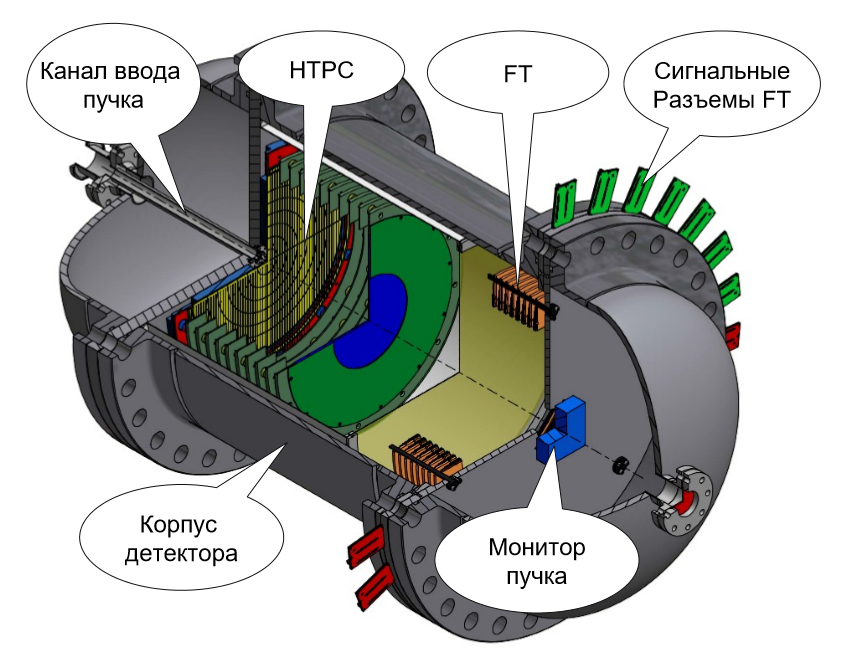 Канал ввода
пучка
HTPC
FT
Сигнальные
Разъемы FT
Корпус
детектора
Монитор
пучка